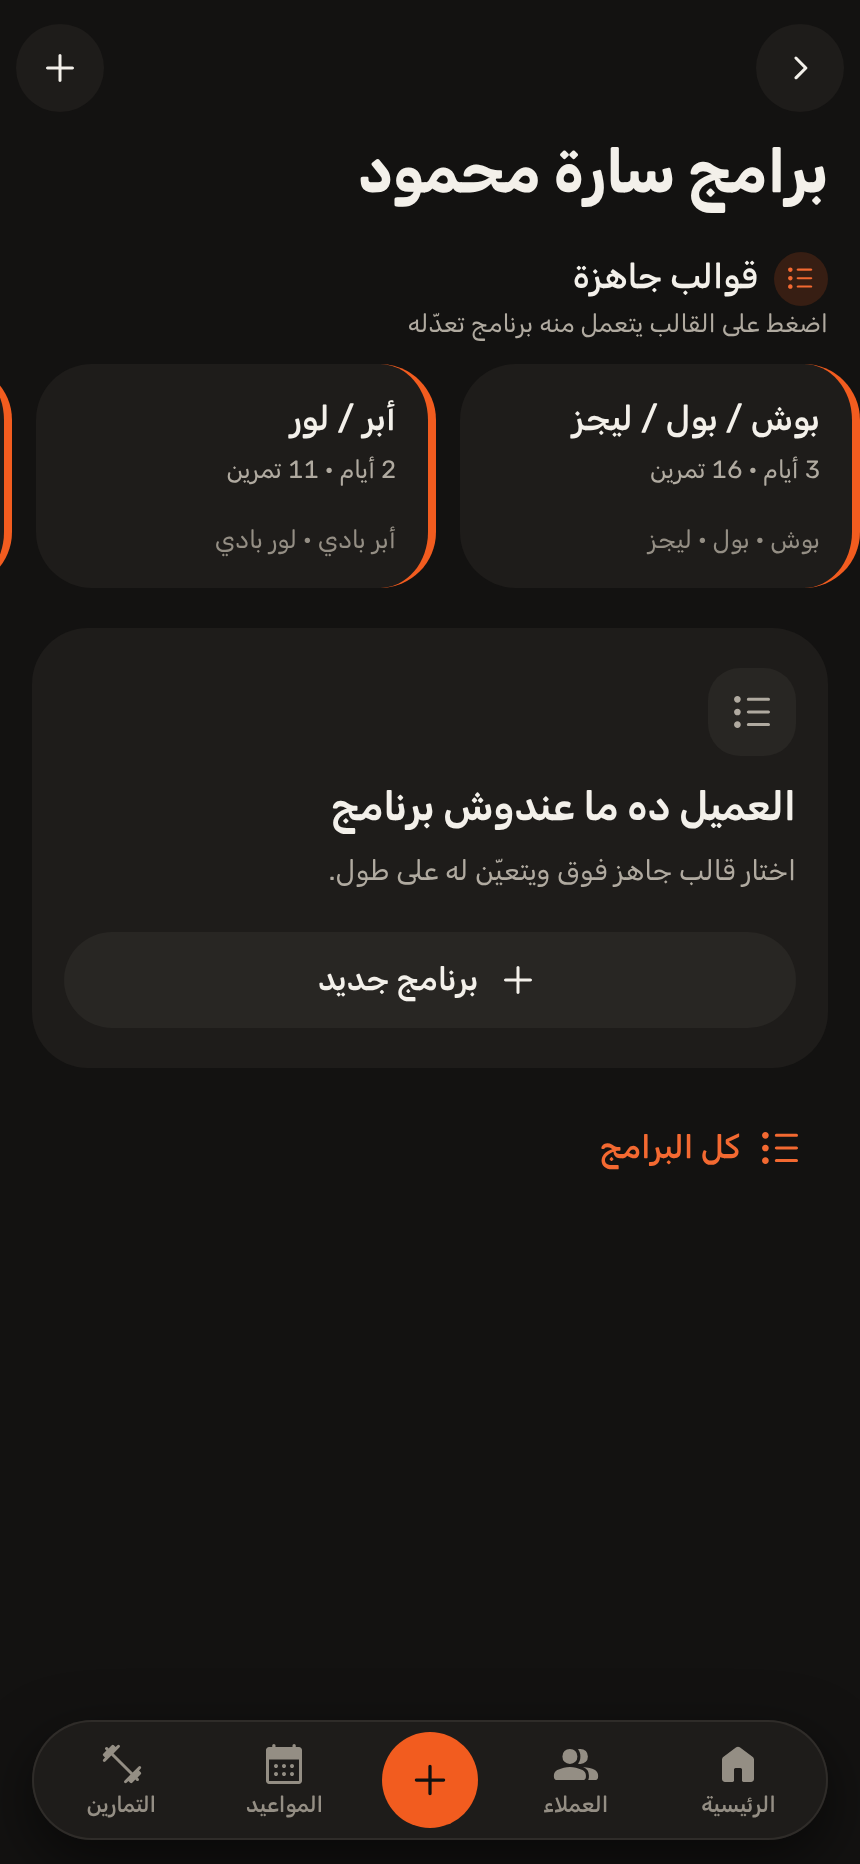 برامج سارة محمود
قوالب جاهزة
اضغط على القالب يتعمل منه برنامج تعدّله
بوش / بول / ليجز
3 أيام • 16 تمرين
بوش • بول • ليجز
أبر / لور
2 أيام • 11 تمرين
أبر بادي • لور بادي
العميل ده ما عندوش برنامج
اختار قالب جاهز فوق ويتعيّن له على طول.
برنامج جديد
كل البرامج
الرئيسية
العملاء
المواعيد
التمارين